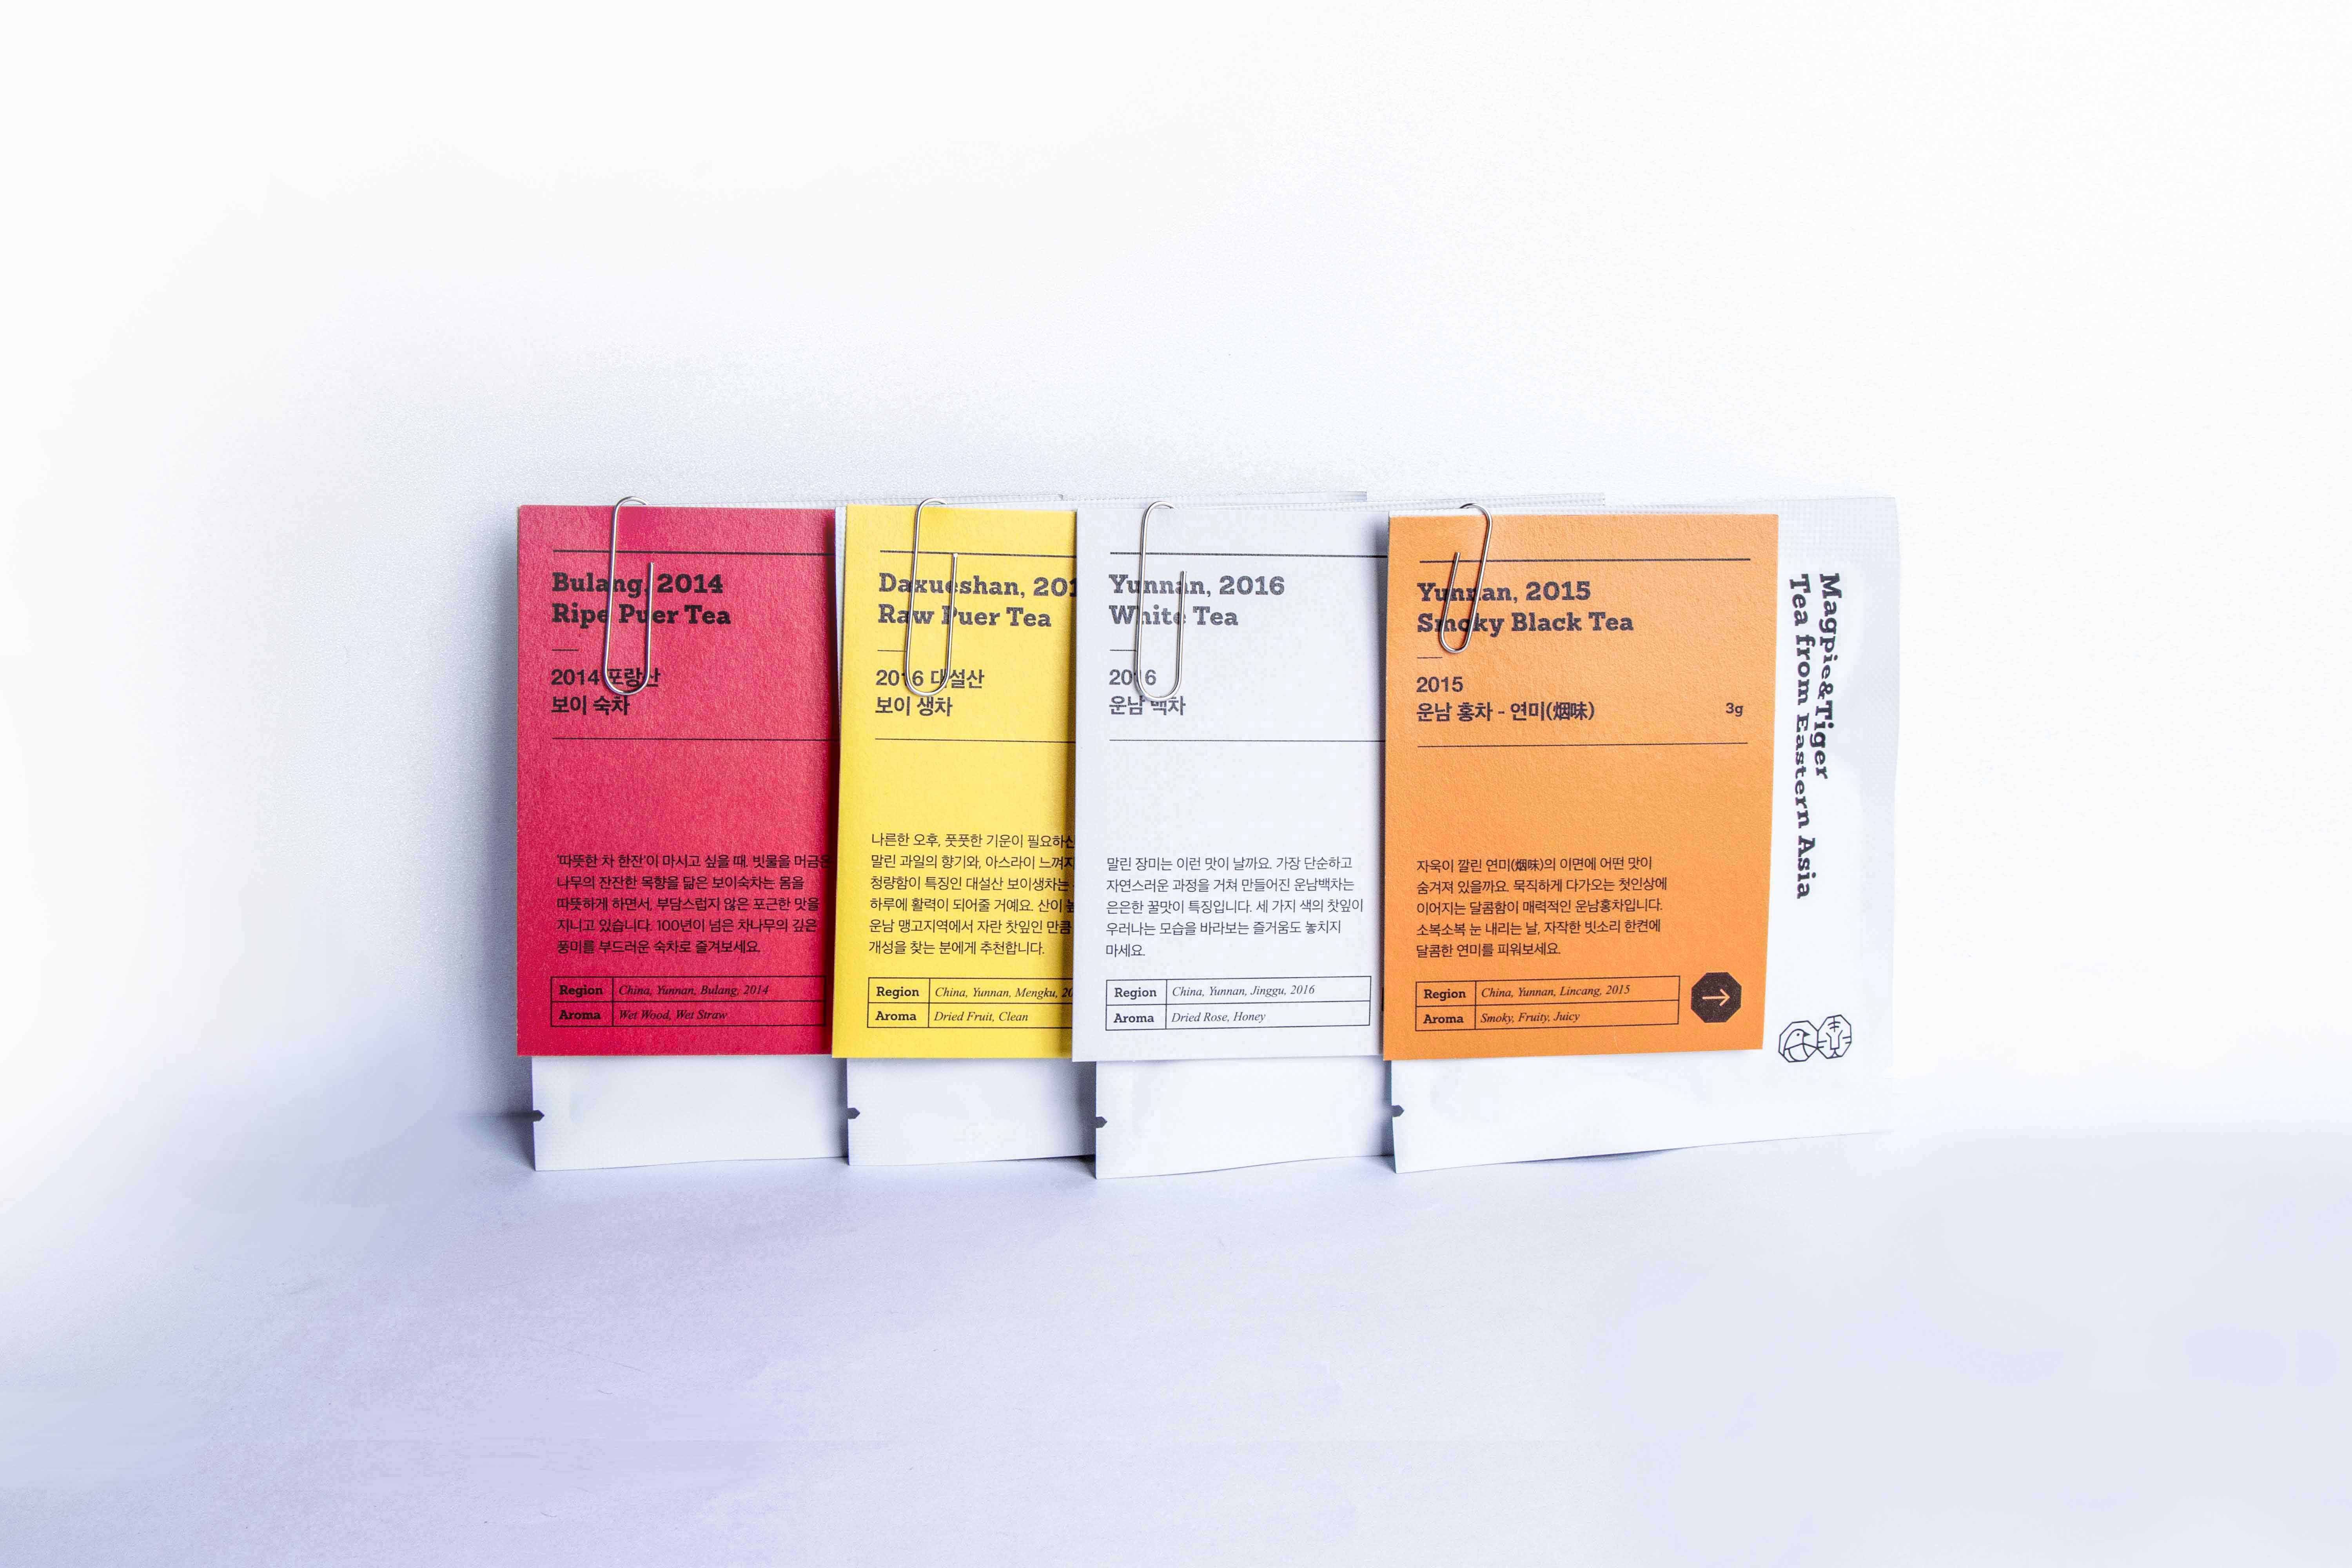 Bulang, 2014
Ripe Puer Tea
2014 포랑산
보이 숙차
'따뜻한 차 한잔'이 마시고 싶을 때. 빗물을 머금은
나무의 잔잔한 목향을 닮은 보이숙차는 몸을
따뜻하게 하면서, 부담스럽지 않은 포근한 맛을
지니고 있습니다. 100년이 넘은 차나무의 깊은
풍미를 부드러운 숙차로 즐겨보세요.
Region China, Yunnan, Bulang, 2014
Aroma Wet Wood, Wet Straw
Daxueshan, 201
Raw Puer Tea
2016 대설산
보이 생차
나른한 오후, 풋풋한 기운이 필요하신
말린 과일의 향기와, 아스라이 느껴지
청량함이 특징인 대설산 보이생차는
하루에 활력이 되어줄 거예요. 산이 높
운남 맹고지역에서 자란 찻잎인 만큼
개성을 찾는 분에게 추천합니다.
Region China, Yunnan, Mengku, 20
Aroma Dried Fruit, Clean
Yunnan, 2016
White Tea
2016
운남 백차
말린 장미는 이런 맛이 날까요. 가장 단순하고
자연스러운 과정을 거쳐 만들어진 운남백차는
은은한 꿀맛이 특징입니다. 세 가지 색의 찻잎이
우러나는 모습을 바라보는 즐거움도 놓치지
마세요.
Region China, Yunnan, Jinggu, 2016
Aroma Dried Rose, Honey
Yunnan, 2015
Smoky Black Tea
2015
운남 홍차 - 연미(烟味) 3g
자욱이 깔린 연미(烟味)의 이면에 어떤 맛이
숨겨져 있을까요. 묵직하게 다가오는 첫인상에
이어지는 달콤함이 매력적인 운남홍차입니다.
소복소복 눈 내리는 날, 자작한 빗소리 한켠에
달콤한 연미를 피워보세요.
Region China, Yunnan, Lincang, 2015
Aroma Smoky, Fruity, Juicy
Magpie&Tiger
Tea from Eastern Asia